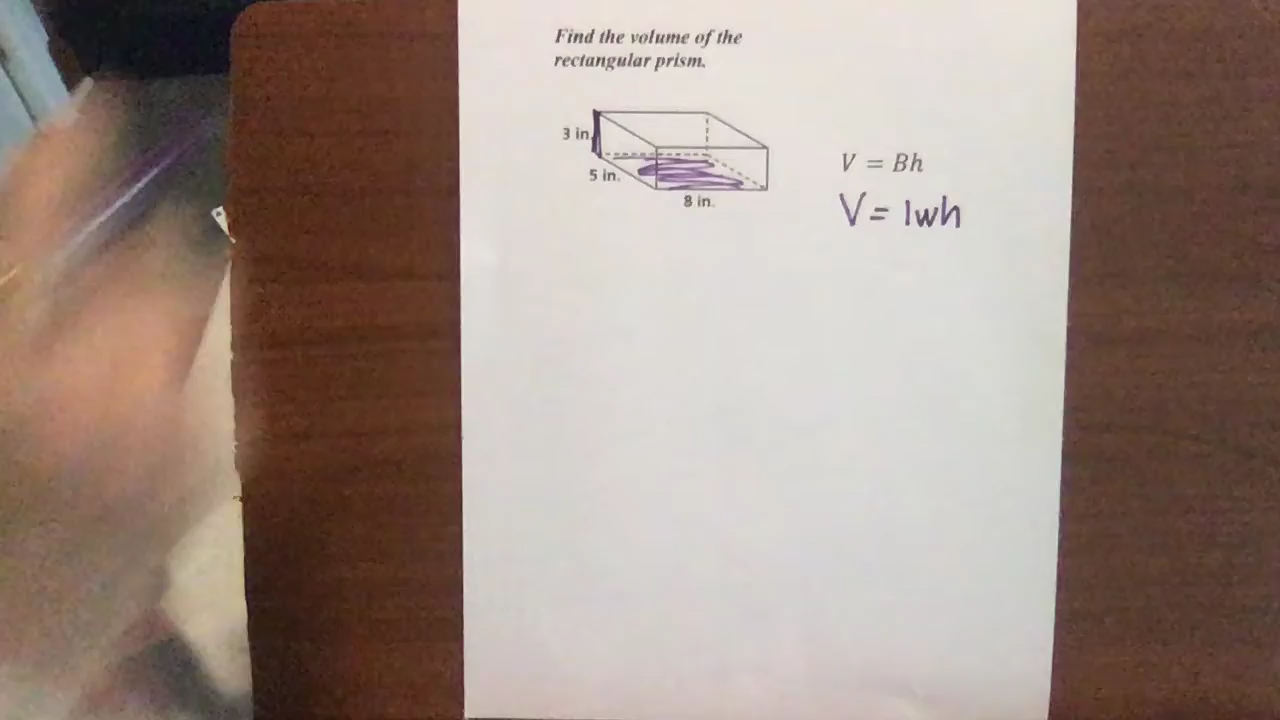 Find the volume of the
rectangular prism.
3 in.
5 in.
8 in.
V = Bh
V = lwh